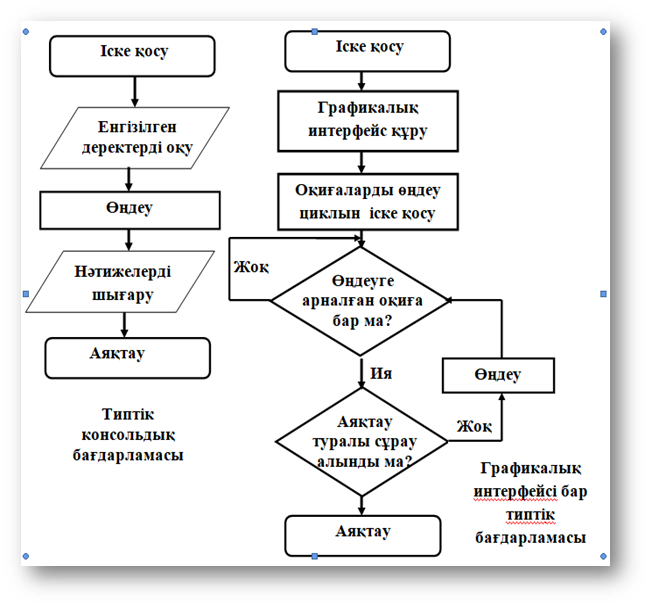 Іске қосу
Енгізілген
деректерді оқу
Өңдеу
Нәтижелерді
шығару
Аяқтау
Типтік
консольдық
бағдарламасы
Іске қосу
Графикалық
интерфейс құру
Оқиғаларды өңдеу
циклын іске қосу
Жоқ
Өңдеуге
арналған оқиға
бар ма?
Ия
Өңдеу
Аяқтау
туралы сұрау
алынды ма?
Жоқ
Аяқтау
Графикалық
интерфейсі бар
типтік
бағдарламасы